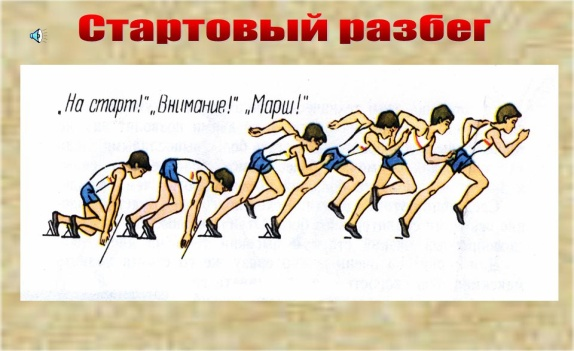 Стартовый разбег
„На старт!" „Внимание!" „Марш!"